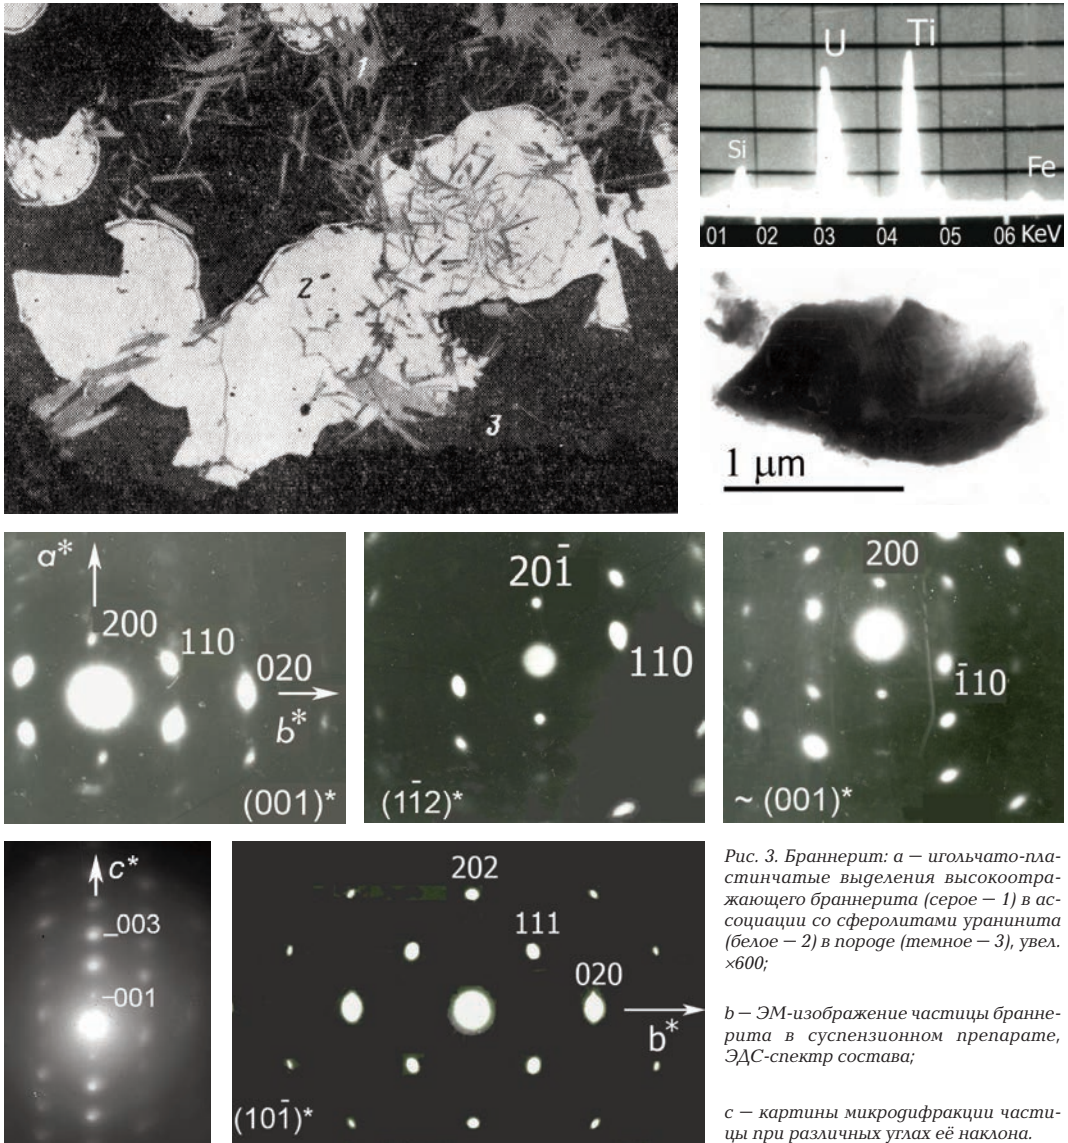 1
2
3
U
Ti
Si
Fe
01 02 03 04 05 06 KeV
1 µm
a*
200
110
020
b*
(001)*
201̄
110
(11̄2)*
200
1̄10
~ (001)*
c*
003
001
202
111
020
b*
(101̄)*
Рис. 3. Браннерит: a — игольчато-пла-
стинчатые выделения высокоотра-
жающего браннерита (серое — 1) в ас-
социации со сферолитами уранинита
(белое — 2) в породе (темное — 3), увел.
×600;
b — ЭМ-изображение частицы бранне-
рита в суспензионном препарате,
ЭДС-спектр состава;
c — картины микродифракции части-
цы при различных углах её наклона.